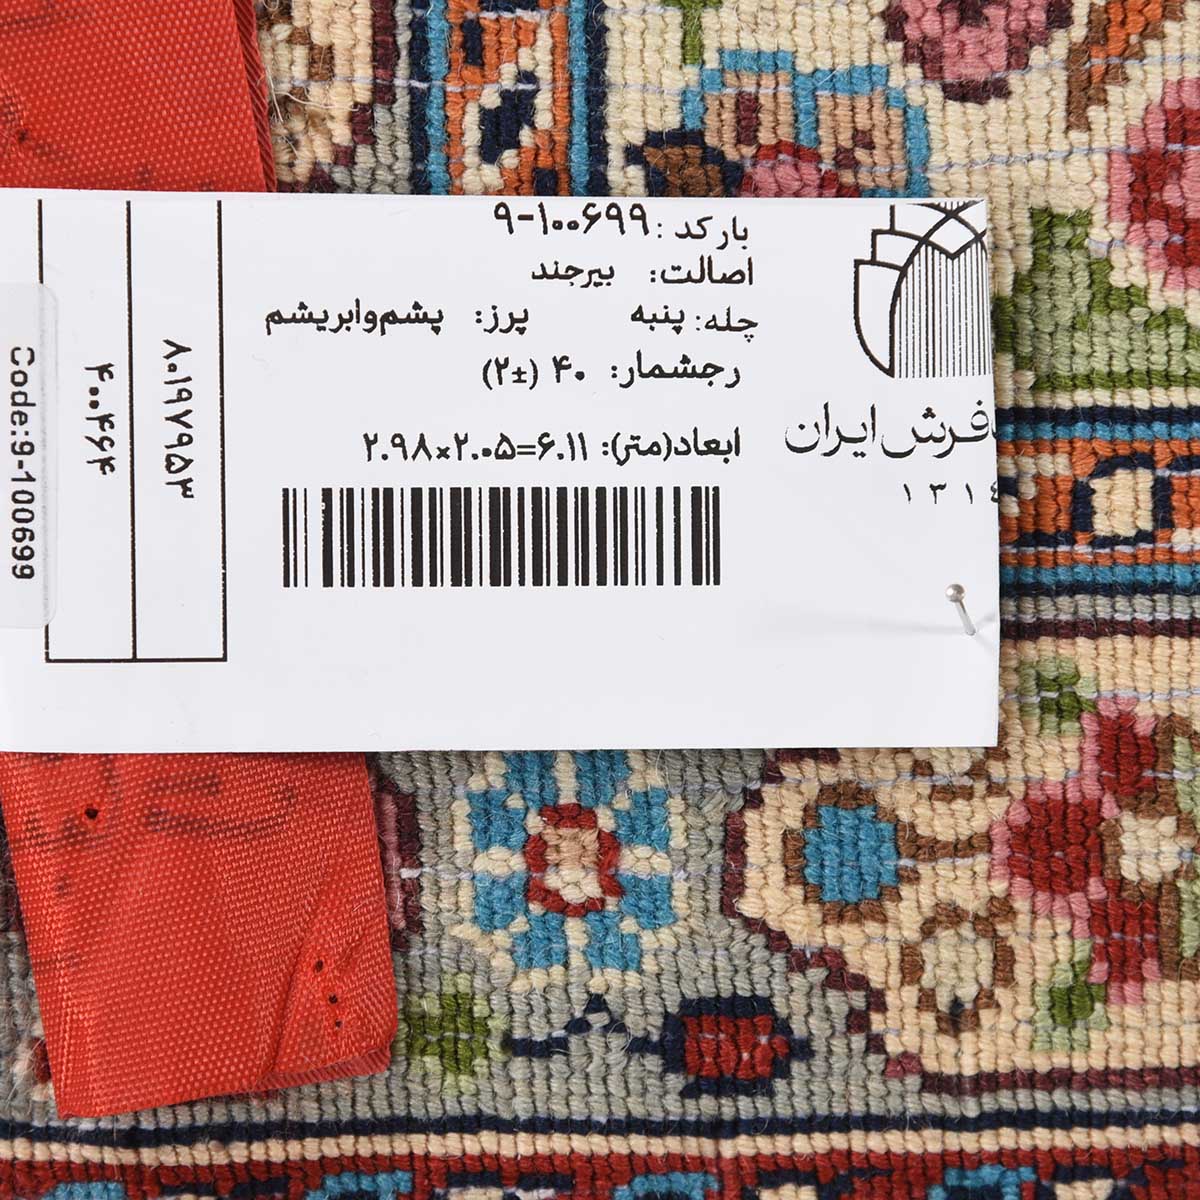 بارکد: ۹-۱۰۰۶۹۹
اصالت: بیرجند
چله: پنبه پرز: پشم‌وابریشم
رجشمار: ۴۰ (±۲)
ابعاد(متر): ۲.۹۸×۲.۰۵=۶.۱۱
فرش ایران
۱۳۱٤
۸۰۱۹۷۹۵۳
۴۰۰۴۶۴
Code:9-100699